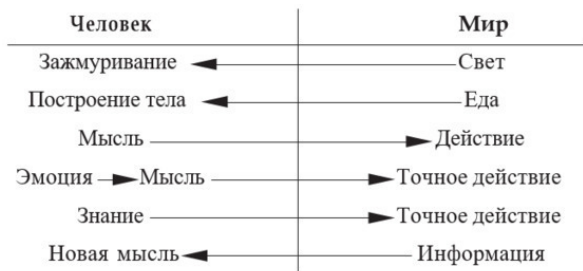 Человек Мир
Зажмуривание Свет
Построение тела Еда
Мысль Действие
Эмоция Мысль Точное действие
Знание Точное действие
Новая мысль Информация